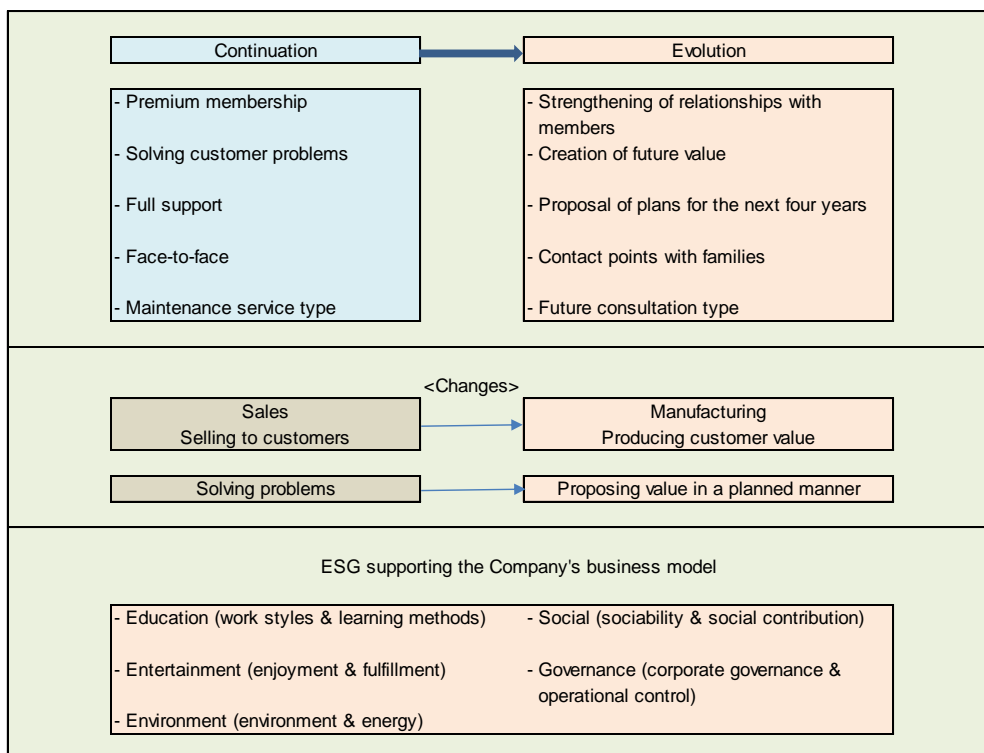 Continuation
Evolution
- Premium membership
- Solving customer problems
- Full support
- Face-to-face
- Maintenance service type
- Strengthening of relationships with
members
- Creation of future value
- Proposal of plans for the next four years
- Contact points with families
- Future consultation type
<Changes>
Sales
Selling to customers
Manufacturing
Producing customer value
Solving problems
Proposing value in a planned manner
ESG supporting the Company's business model
- Education (work styles & learning methods)
- Entertainment (enjoyment & fulfillment)
- Environment (environment & energy)
- Social (sociability & social contribution)
- Governance (corporate governance &
operational control)